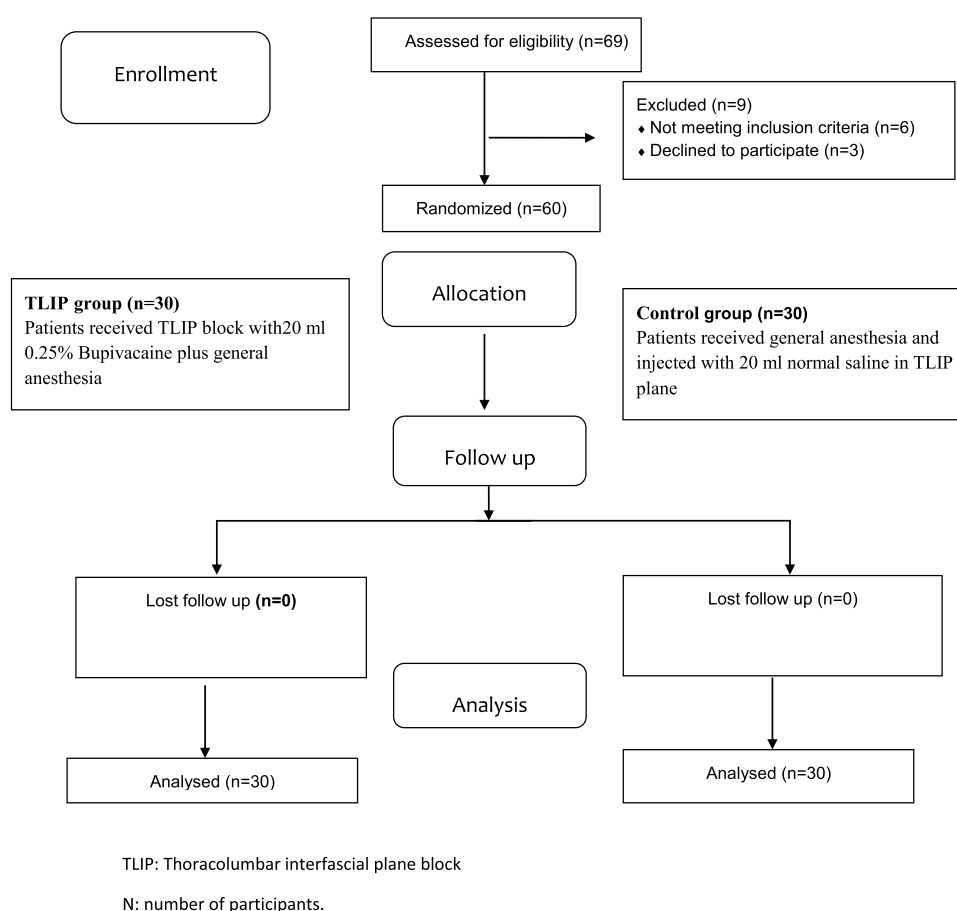 Assessed for eligibility (n=69)
Enrollment
Excluded (n=9)
♦ Not meeting inclusion criteria (n=6)
♦ Declined to participate (n=3)
Randomized (n=60)
Allocation
TLIP group (n=30)
Patients received TLIP block with20 ml
0.25% Bupivacaine plus general
anesthesia
Control group (n=30)
Patients received general anesthesia and
injected with 20 ml normal saline in TLIP
plane
Follow up
Lost follow up (n=0)
Lost follow up (n=0)
Analysis
Analysed (n=30)
Analysed (n=30)
TLIP: Thoracolumbar interfascial plane block
N: number of participants.